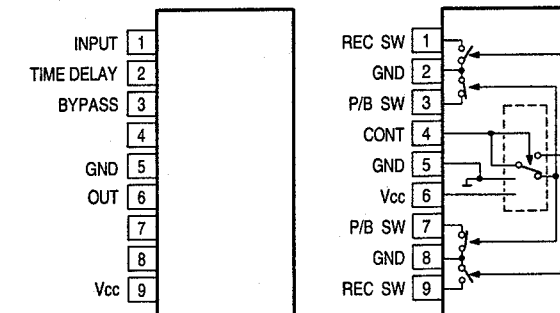 INPUT 1
TIME DELAY 2
BYPASS 3
4
GND 5
OUT 6
7
8
Vcc 9
REC SW 1
GND 2
P/B SW 3
CONT 4
GND 5
Vcc 6
P/B SW 7
GND 8
REC SW 9